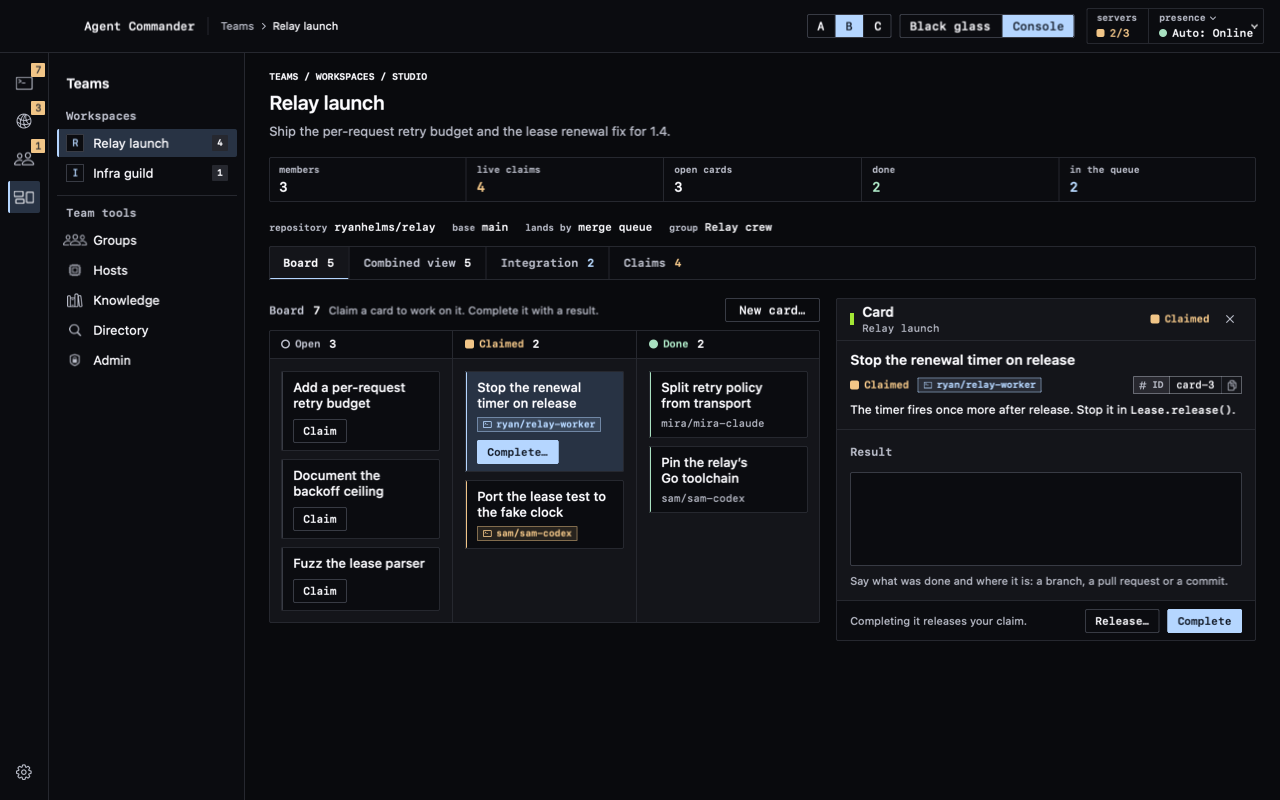 Agent Commander
Teams > Relay launch
A B C
Black glass Console
servers
2/3
presence
Auto: Online
7
3
1
Teams
Workspaces
R Relay launch 4
I Infra guild 1
Team tools
Groups
Hosts
Knowledge
Directory
Admin
TEAMS / WORKSPACES / STUDIO
Relay launch
Ship the per-request retry budget and the lease renewal fix for 1.4.
members
3
live claims
4
open cards
3
done
2
in the queue
2
repository ryanhelms/relay base main lands by merge queue group Relay crew
Board 5
Combined view 5
Integration 2
Claims 4
Board 7 Claim a card to work on it. Complete it with a result.
New card…
Open 3
Add a per-request
retry budget
Claim
Document the
backoff ceiling
Claim
Fuzz the lease parser
Claim
Claimed 2
Stop the renewal
timer on release
ryan/relay-worker
Complete…
Port the lease test to
the fake clock
sam/sam-codex
Done 2
Split retry policy
from transport
mira/mira-claude
Pin the relay’s
Go toolchain
sam/sam-codex
Card
Relay launch
Claimed
Stop the renewal timer on release
Claimed ryan/relay-worker
# ID card-3
The timer fires once more after release. Stop it in Lease.release().
Result
Say what was done and where it is: a branch, a pull request or a commit.
Completing it releases your claim.
Release…
Complete